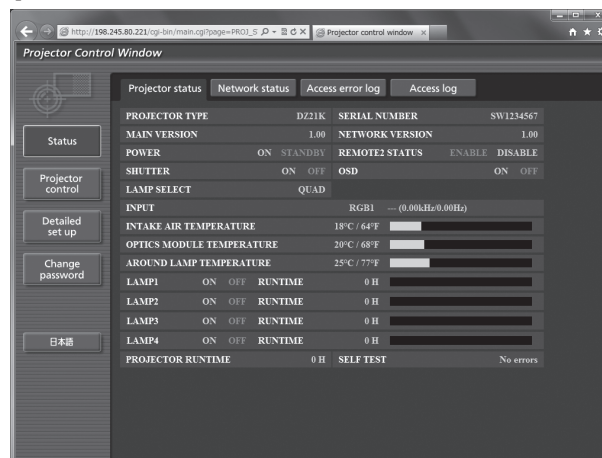 http://198.245.80.221/cgi-bin/main.cgi?page=PROJ_S
Projector control window
Projector Control Window
Projector status Network status Access error log Access log
Status
Projector control
Detailed set up
Change password
日本語
PROJECTOR TYPE DZ21K SERIAL NUMBER SW1234567
MAIN VERSION 1.00 NETWORK VERSION 1.00
POWER ON STANDBY REMOTE2 STATUS ENABLE DISABLE
SHUTTER ON OFF OSD ON OFF
LAMP SELECT QUAD
INPUT RGB1 --- (0.00kHz/0.00Hz)
INTAKE AIR TEMPERATURE 18°C / 64°F
OPTICS MODULE TEMPERATURE 20°C / 68°F
AROUND LAMP TEMPERATURE 25°C / 77°F
LAMP1 ON OFF RUNTIME 0 H
LAMP2 ON OFF RUNTIME 0 H
LAMP3 ON OFF RUNTIME 0 H
LAMP4 ON OFF RUNTIME 0 H
PROJECTOR RUNTIME 0 H SELF TEST No errors